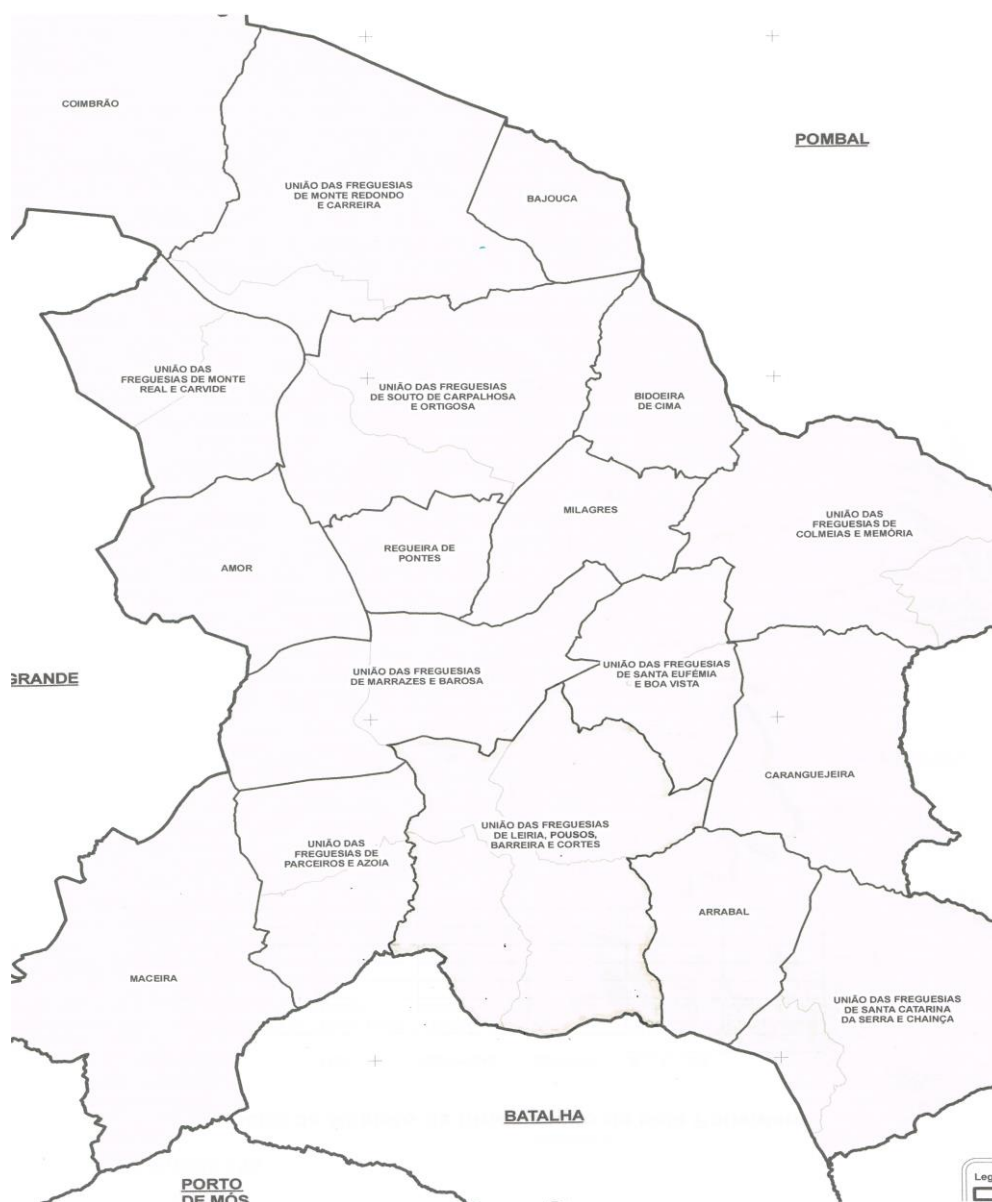 COIMBRÃO
POMBAL
UNIÃO DAS FREGUESIAS
DE MONTE REDONDO
E CARREIRA
BAJOUCA
UNIÃO DAS
FREGUESIAS DE MONTE
REAL E CARVIDE
UNIÃO DAS FREGUESIAS
DE SOUTO DE CARPALHOSA
E ORTIGOSA
BIDOEIRA
DE CIMA
MILAGRES
UNIÃO DAS
FREGUESIAS DE
COLMEIAS E MEMÓRIA
REGUEIRA DE
PONTES
AMOR
GRANDE
UNIÃO DAS FREGUESIAS
DE MARRAZES E BAROSA
UNIÃO DAS FREGUESIAS
DE SANTA EUFÉMIA
E BOA VISTA
CARANGUEJEIRA
UNIÃO DAS
FREGUESIAS DE
PARCEIROS E AZOIA
UNIÃO DAS FREGUESIAS
DE LEIRIA, POUSOS,
BARREIRA E CORTES
ARRABAL
MACEIRA
UNIÃO DAS FREGUESIAS
DE SANTA CATARINA
DA SERRA E CHAINÇA
BATALHA
PORTO
DE MÓS
Leg